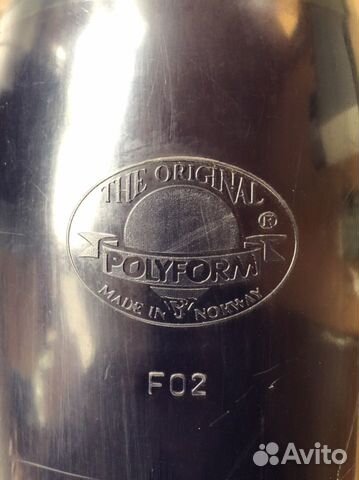 THE ORIGINAL
®
POLYFORM
MADE IN NORWAY
F02
Avito